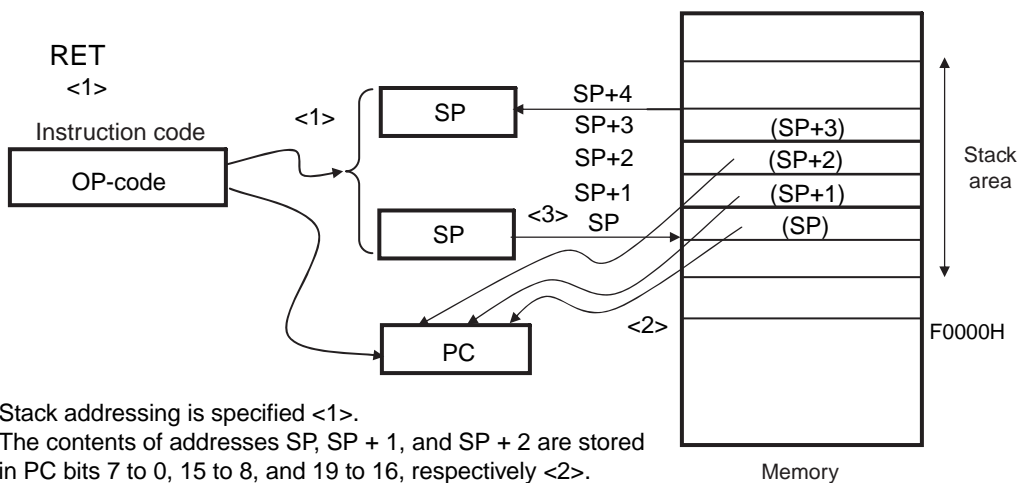 RET
<1>
Instruction code
OP-code
<1>
SP
SP
<3>
SP+4
SP+3
SP+2
SP+1
SP
(SP+3)
(SP+2)
(SP+1)
(SP)
Stack
area
<2>
PC
F0000H
Stack addressing is specified <1>.
The contents of addresses SP, SP + 1, and SP + 2 are stored
in PC bits 7 to 0, 15 to 8, and 19 to 16, respectively <2>.
Memory